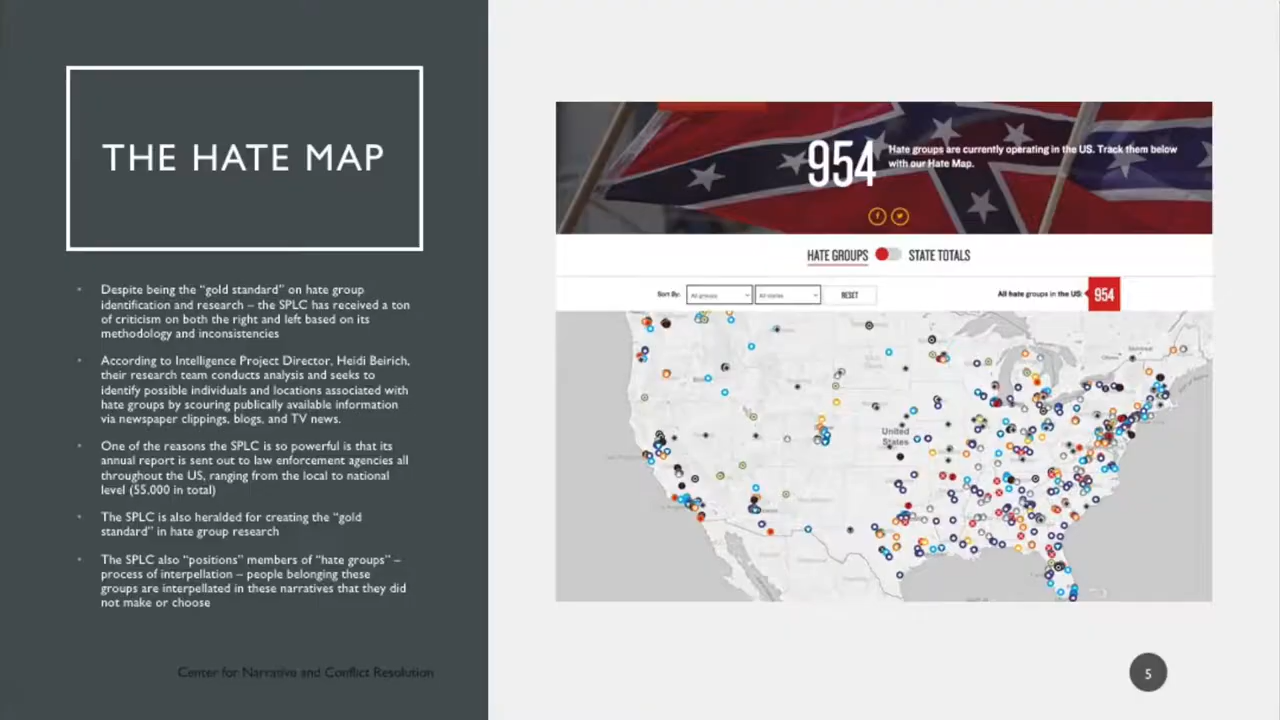 THE HATE MAP
Despite being the “gold standard” on hate group
identification and research – the SPLC has received a ton
of criticism on both the right and left based on its
methodology and inconsistencies
According to Intelligence Project Director, Heidi Beirich,
their research team conducts analysis and seeks to
identify possible individuals and locations associated with
hate groups by scouring publically available information
via newspaper clippings, blogs, and TV news.
One of the reasons the SPLC is so powerful is that its
annual report is sent out to law enforcement agencies all
throughout the US, ranging from the local to national
level (55,000 in total)
The SPLC is also heralded for creating the “gold
standard” in hate group research
The SPLC also “positions” members of “hate groups” –
process of interpellation – people belonging these
groups are interpellated in these narratives that they did
not make or choose
Center for Narrative and Conflict Resolution
954
Hate groups are currently operating in the US. Track them below
with our Hate Map.
HATE GROUPS
STATE TOTALS
Sort By:
All groups
All states
RESET
All hate groups in the US:
954
United
States
5